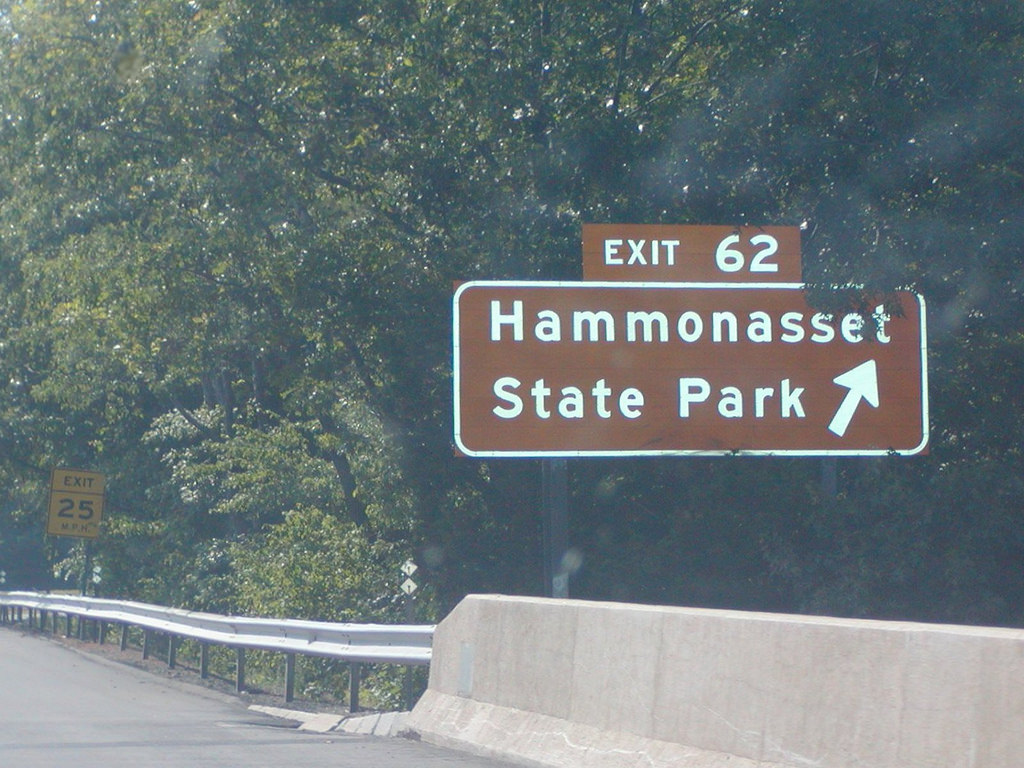 EXIT 62
Hammonasset
State Park
EXIT
25
M.P.H.